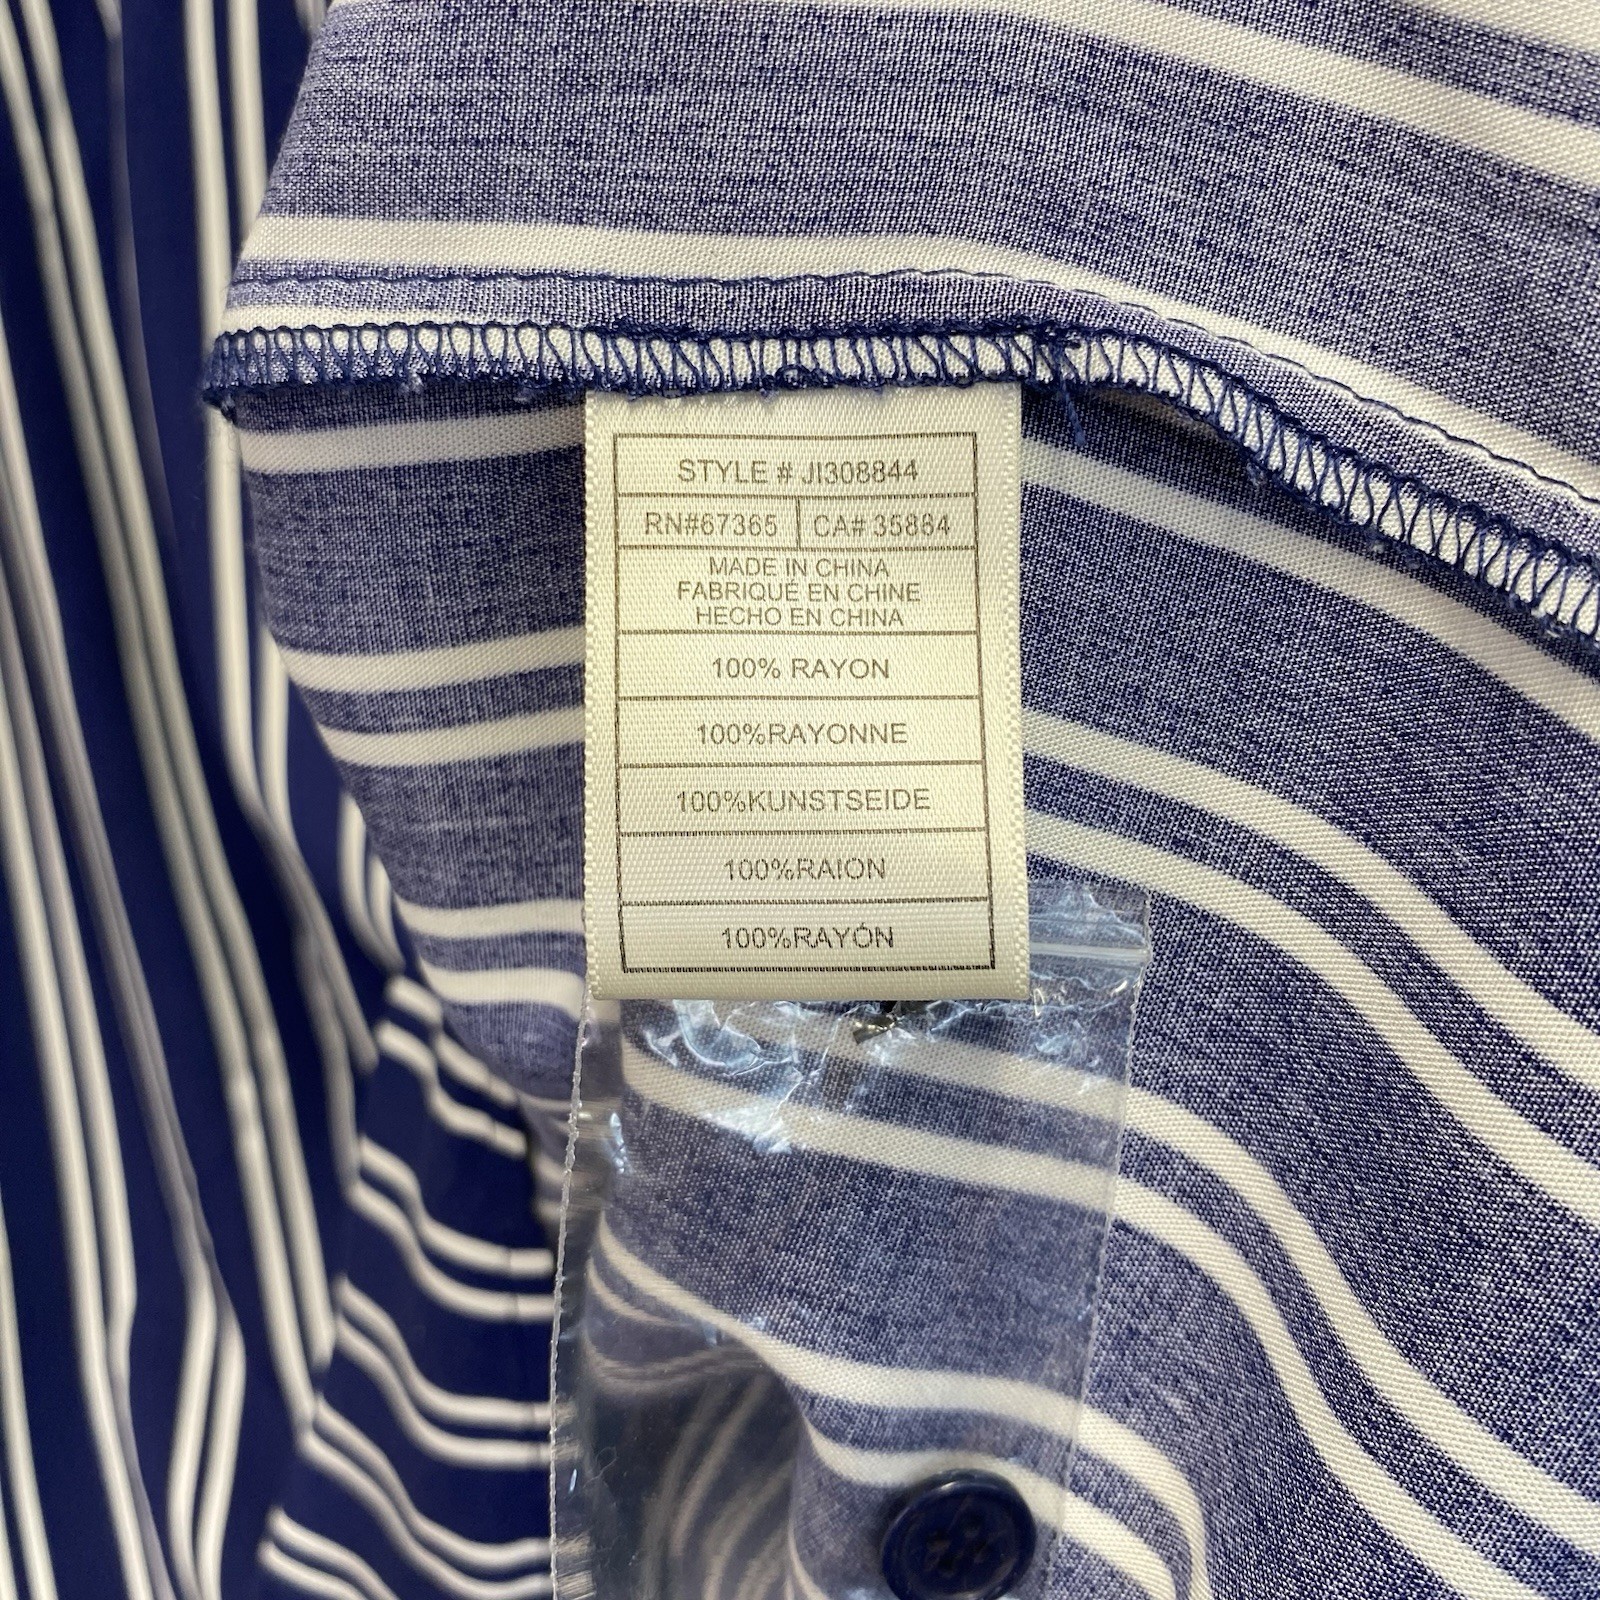 STYLE # JI308844
RN#67365 CA# 35884
MADE IN CHINA
FABRIQUÉ EN CHINE
HECHO EN CHINA
100% RAYON
100%RAYONNE
100%KUNSTSEIDE
100%RAION
100%RAYÓN